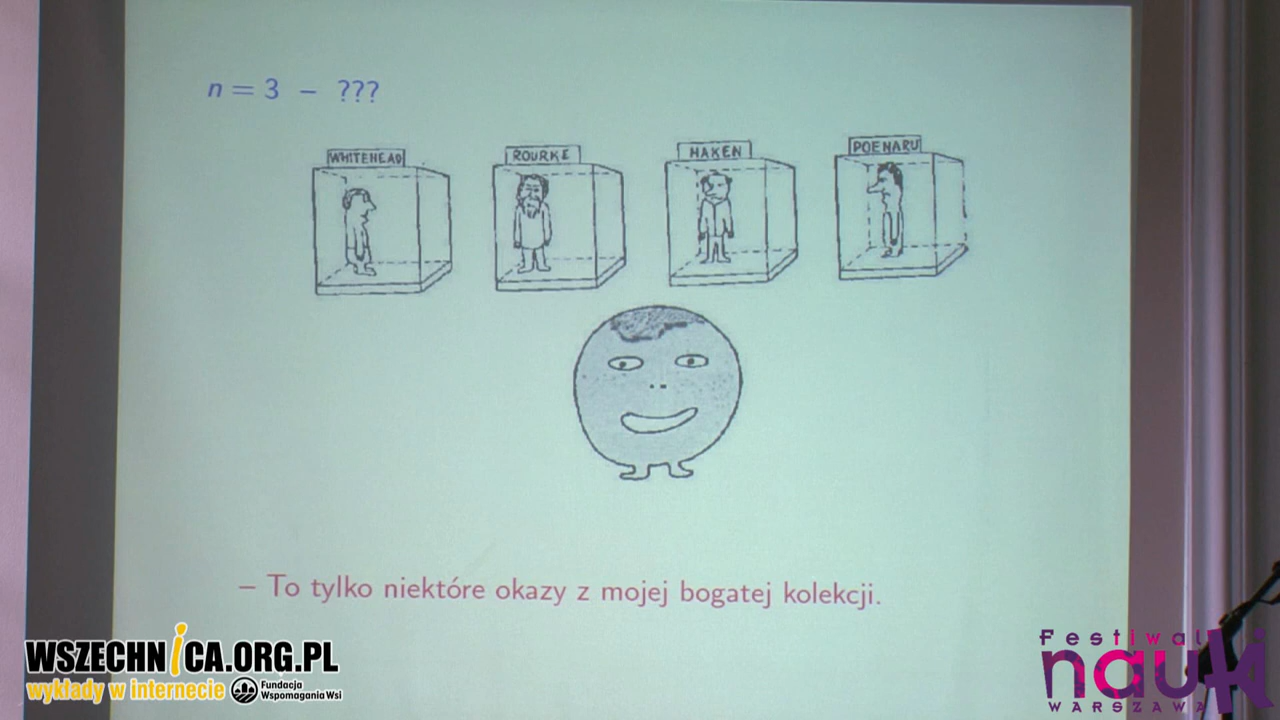 n = 3 – ???
WHITEHEAD
ROURKE
HAKEN
POENARU
– To tylko niektóre okazy z mojej bogatej kolekcji.
WSZECHNICA.ORG.PL
wykłady w internecie
Fundacja
Wspomagania Wsi
Festiwal
nauki
WARSZAWA